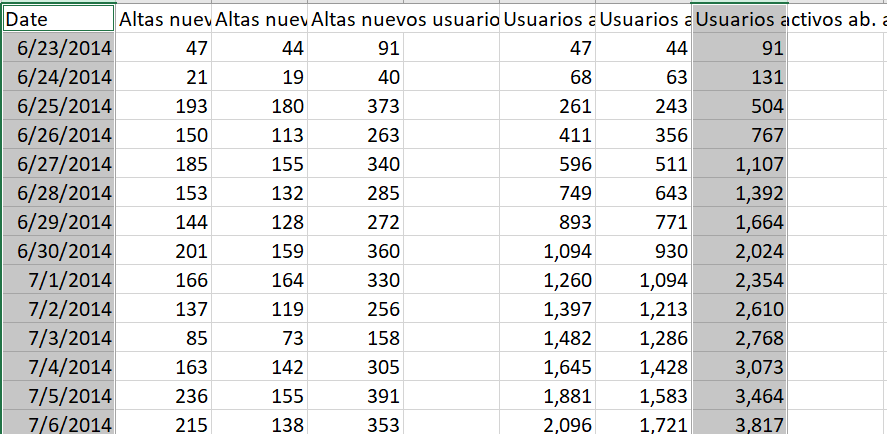 Date Altas nuev Altas nuev Altas nuevos usuario Usuarios a Usuarios a Usuarios activos ab. a
6/23/2014 47 44 91 47 44 91
6/24/2014 21 19 40 68 63 131
6/25/2014 193 180 373 261 243 504
6/26/2014 150 113 263 411 356 767
6/27/2014 185 155 340 596 511 1,107
6/28/2014 153 132 285 749 643 1,392
6/29/2014 144 128 272 893 771 1,664
6/30/2014 201 159 360 1,094 930 2,024
7/1/2014 166 164 330 1,260 1,094 2,354
7/2/2014 137 119 256 1,397 1,213 2,610
7/3/2014 85 73 158 1,482 1,286 2,768
7/4/2014 163 142 305 1,645 1,428 3,073
7/5/2014 236 155 391 1,881 1,583 3,464
7/6/2014 215 138 353 2,096 1,721 3,817